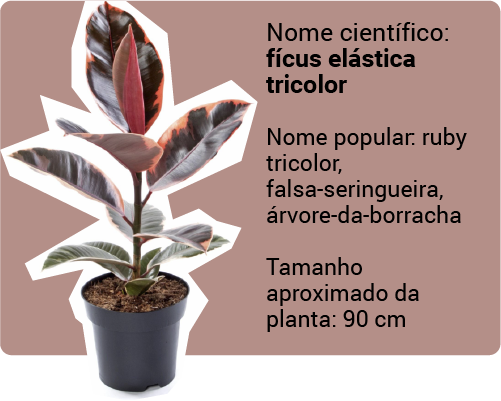 Nome científico:
fícus elástica
tricolor
Nome popular: ruby
tricolor,
falsa-seringueira,
árvore-da-borracha
Tamanho
aproximado da
planta: 90 cm